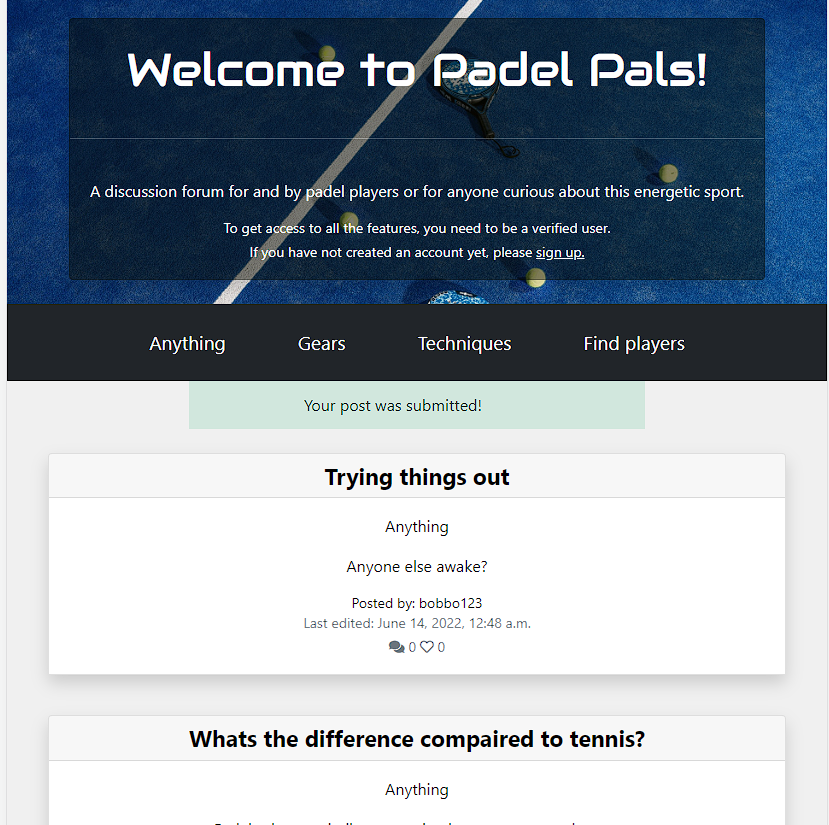 Welcome to Padel Pals!
A discussion forum for and by padel players or for anyone curious about this energetic sport.
To get access to all the features, you need to be a verified user.
If you have not created an account yet, please sign up.
Anything
Gears
Techniques
Find players
Your post was submitted!
Trying things out
Anything
Anyone else awake?
Posted by: bobbo123
Last edited: June 14, 2022, 12:48 a.m.
0 0
Whats the difference compaired to tennis?
Anything